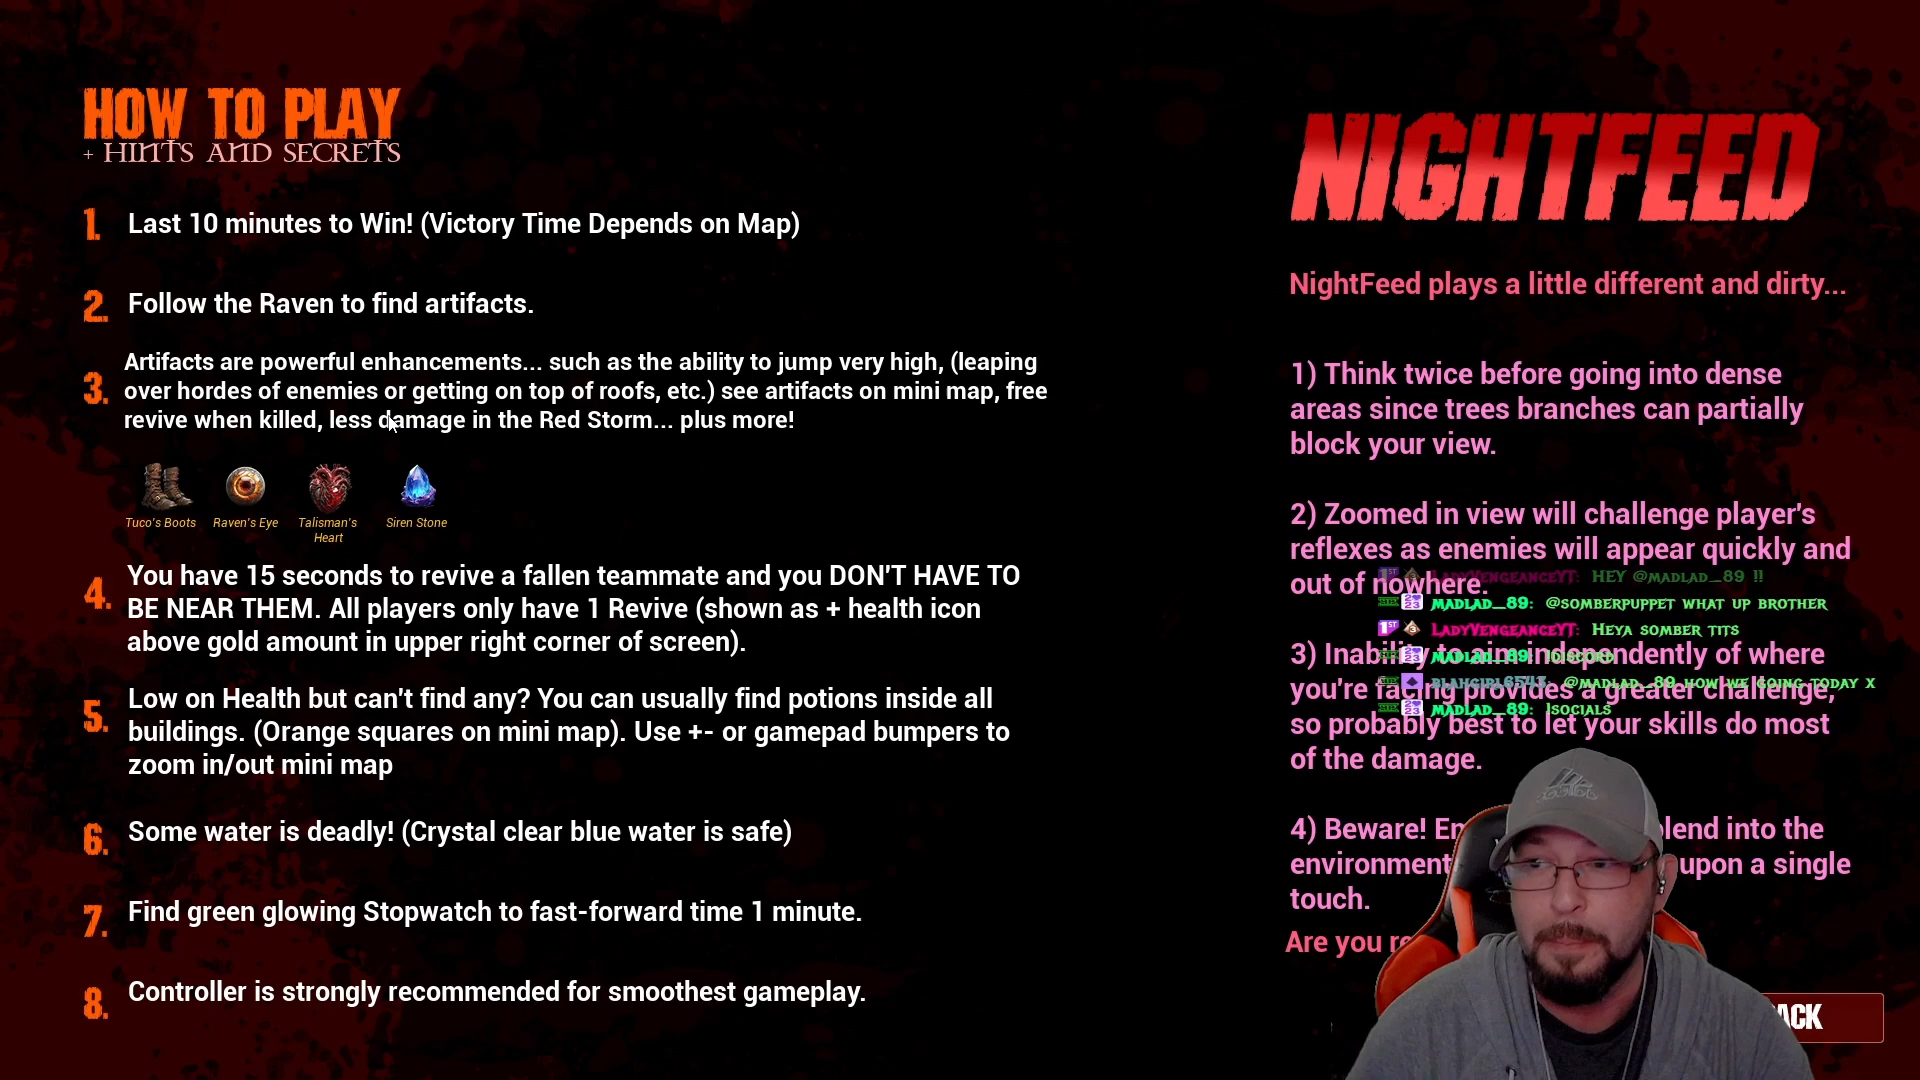 HOW TO PLAY
+ HINTS AND SECRETS
1. Last 10 minutes to Win! (Victory Time Depends on Map)
2. Follow the Raven to find artifacts.
3. Artifacts are powerful enhancements... such as the ability to jump very high, (leaping
over hordes of enemies or getting on top of roofs, etc.) see artifacts on mini map, free
revive when killed, less damage in the Red Storm... plus more!
Tuco's Boots
Raven's Eye
Talisman's
Heart
Siren Stone
4. You have 15 seconds to revive a fallen teammate and you DON'T HAVE TO
BE NEAR THEM. All players only have 1 Revive (shown as + health icon
above gold amount in upper right corner of screen).
5. Low on Health but can't find any? You can usually find potions inside all
buildings. (Orange squares on mini map). Use +- or gamepad bumpers to
zoom in/out mini map
6. Some water is deadly! (Crystal clear blue water is safe)
7. Find green glowing Stopwatch to fast-forward time 1 minute.
8. Controller is strongly recommended for smoothest gameplay.
NIGHTFEED
NightFeed plays a little different and dirty...
1) Think twice before going into dense
areas since trees branches can partially
block your view.
2) Zoomed in view will challenge player's
reflexes as enemies will appear quickly and
out of nowhere.
LADYVENGEANCEYT: HEY @MADLAD_89 !!
MADLAD_89: @SOMBERPUPPET WHAT UP BROTHER
LADYVENGEANCEYT: HEYA SOMBER TITS
3) Inability to aim independently of where
MADLAD_89: !DISCORD
you're facing provides a greater challenge,
BLAHGIRL6543: @MADLAD_89 HOW WE GOING TODAY X
MADLAD_89: !SOCIALS
so probably best to let your skills do most
of the damage.
4) Beware! En lend into the
environment upon a single
touch.
Are you re
ACK